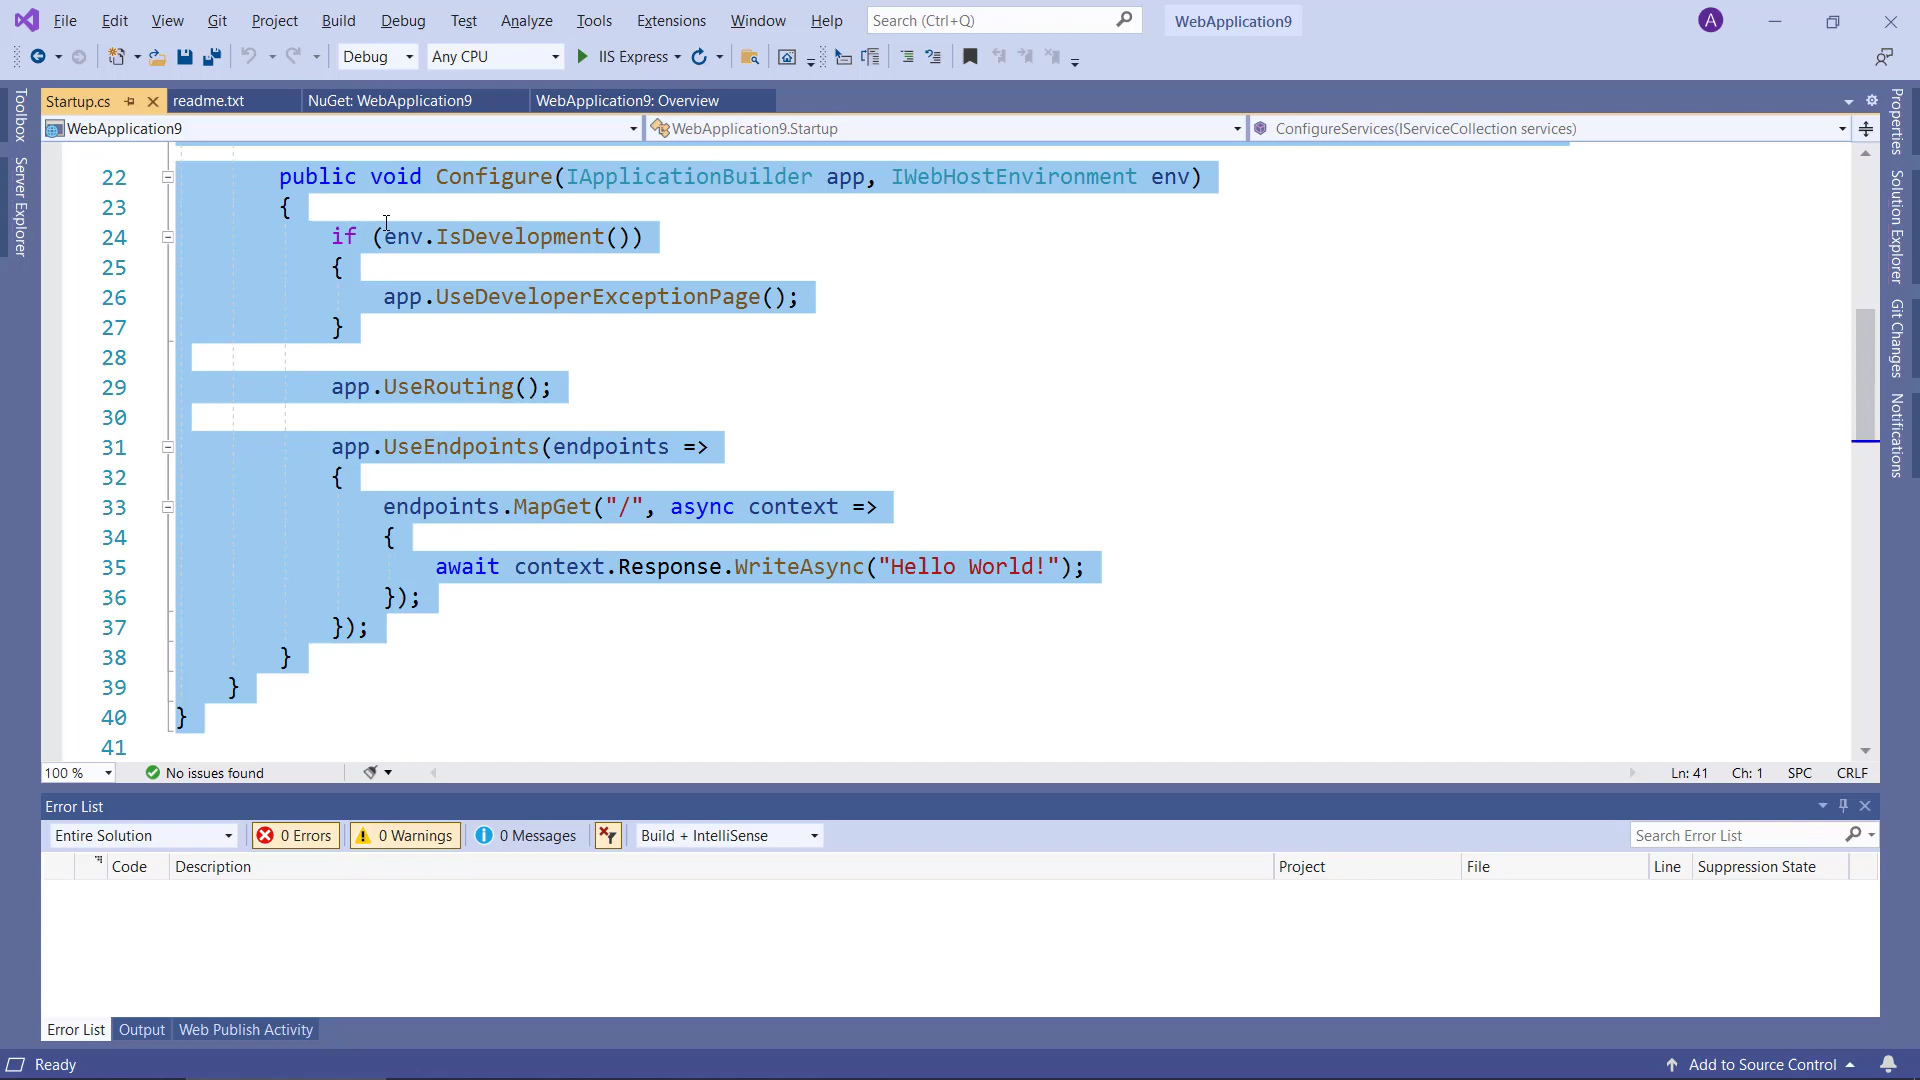 File Edit View Git Project Build Debug Test Analyze Tools Extensions Window Help Search (Ctrl+Q) WebApplication9 A
Debug Any CPU IIS Express
Startup.cs readme.txt NuGet: WebApplication9 WebApplication9: Overview
WebApplication9 WebApplication9.Startup ConfigureServices(IServiceCollection services)
Toolbox
Server Explorer
22 public void Configure(IApplicationBuilder app, IWebHostEnvironment env)
23 {
24 if (env.IsDevelopment())
25 {
26 app.UseDeveloperExceptionPage();
27 }
28
29 app.UseRouting();
30
31 app.UseEndpoints(endpoints =>
32 {
33 endpoints.MapGet("/", async context =>
34 {
35 await context.Response.WriteAsync("Hello World!");
36 });
37 });
38 }
39 }
40 }
41
Properties
Solution Explorer
Git Changes
Notifications
100 % No issues found Ln: 41 Ch: 1 SPC CRLF
Error List
Entire Solution 0 Errors 0 Warnings 0 Messages Build + IntelliSense Search Error List
Code Description Project File Line Suppression State
Error List Output Web Publish Activity
Ready Add to Source Control